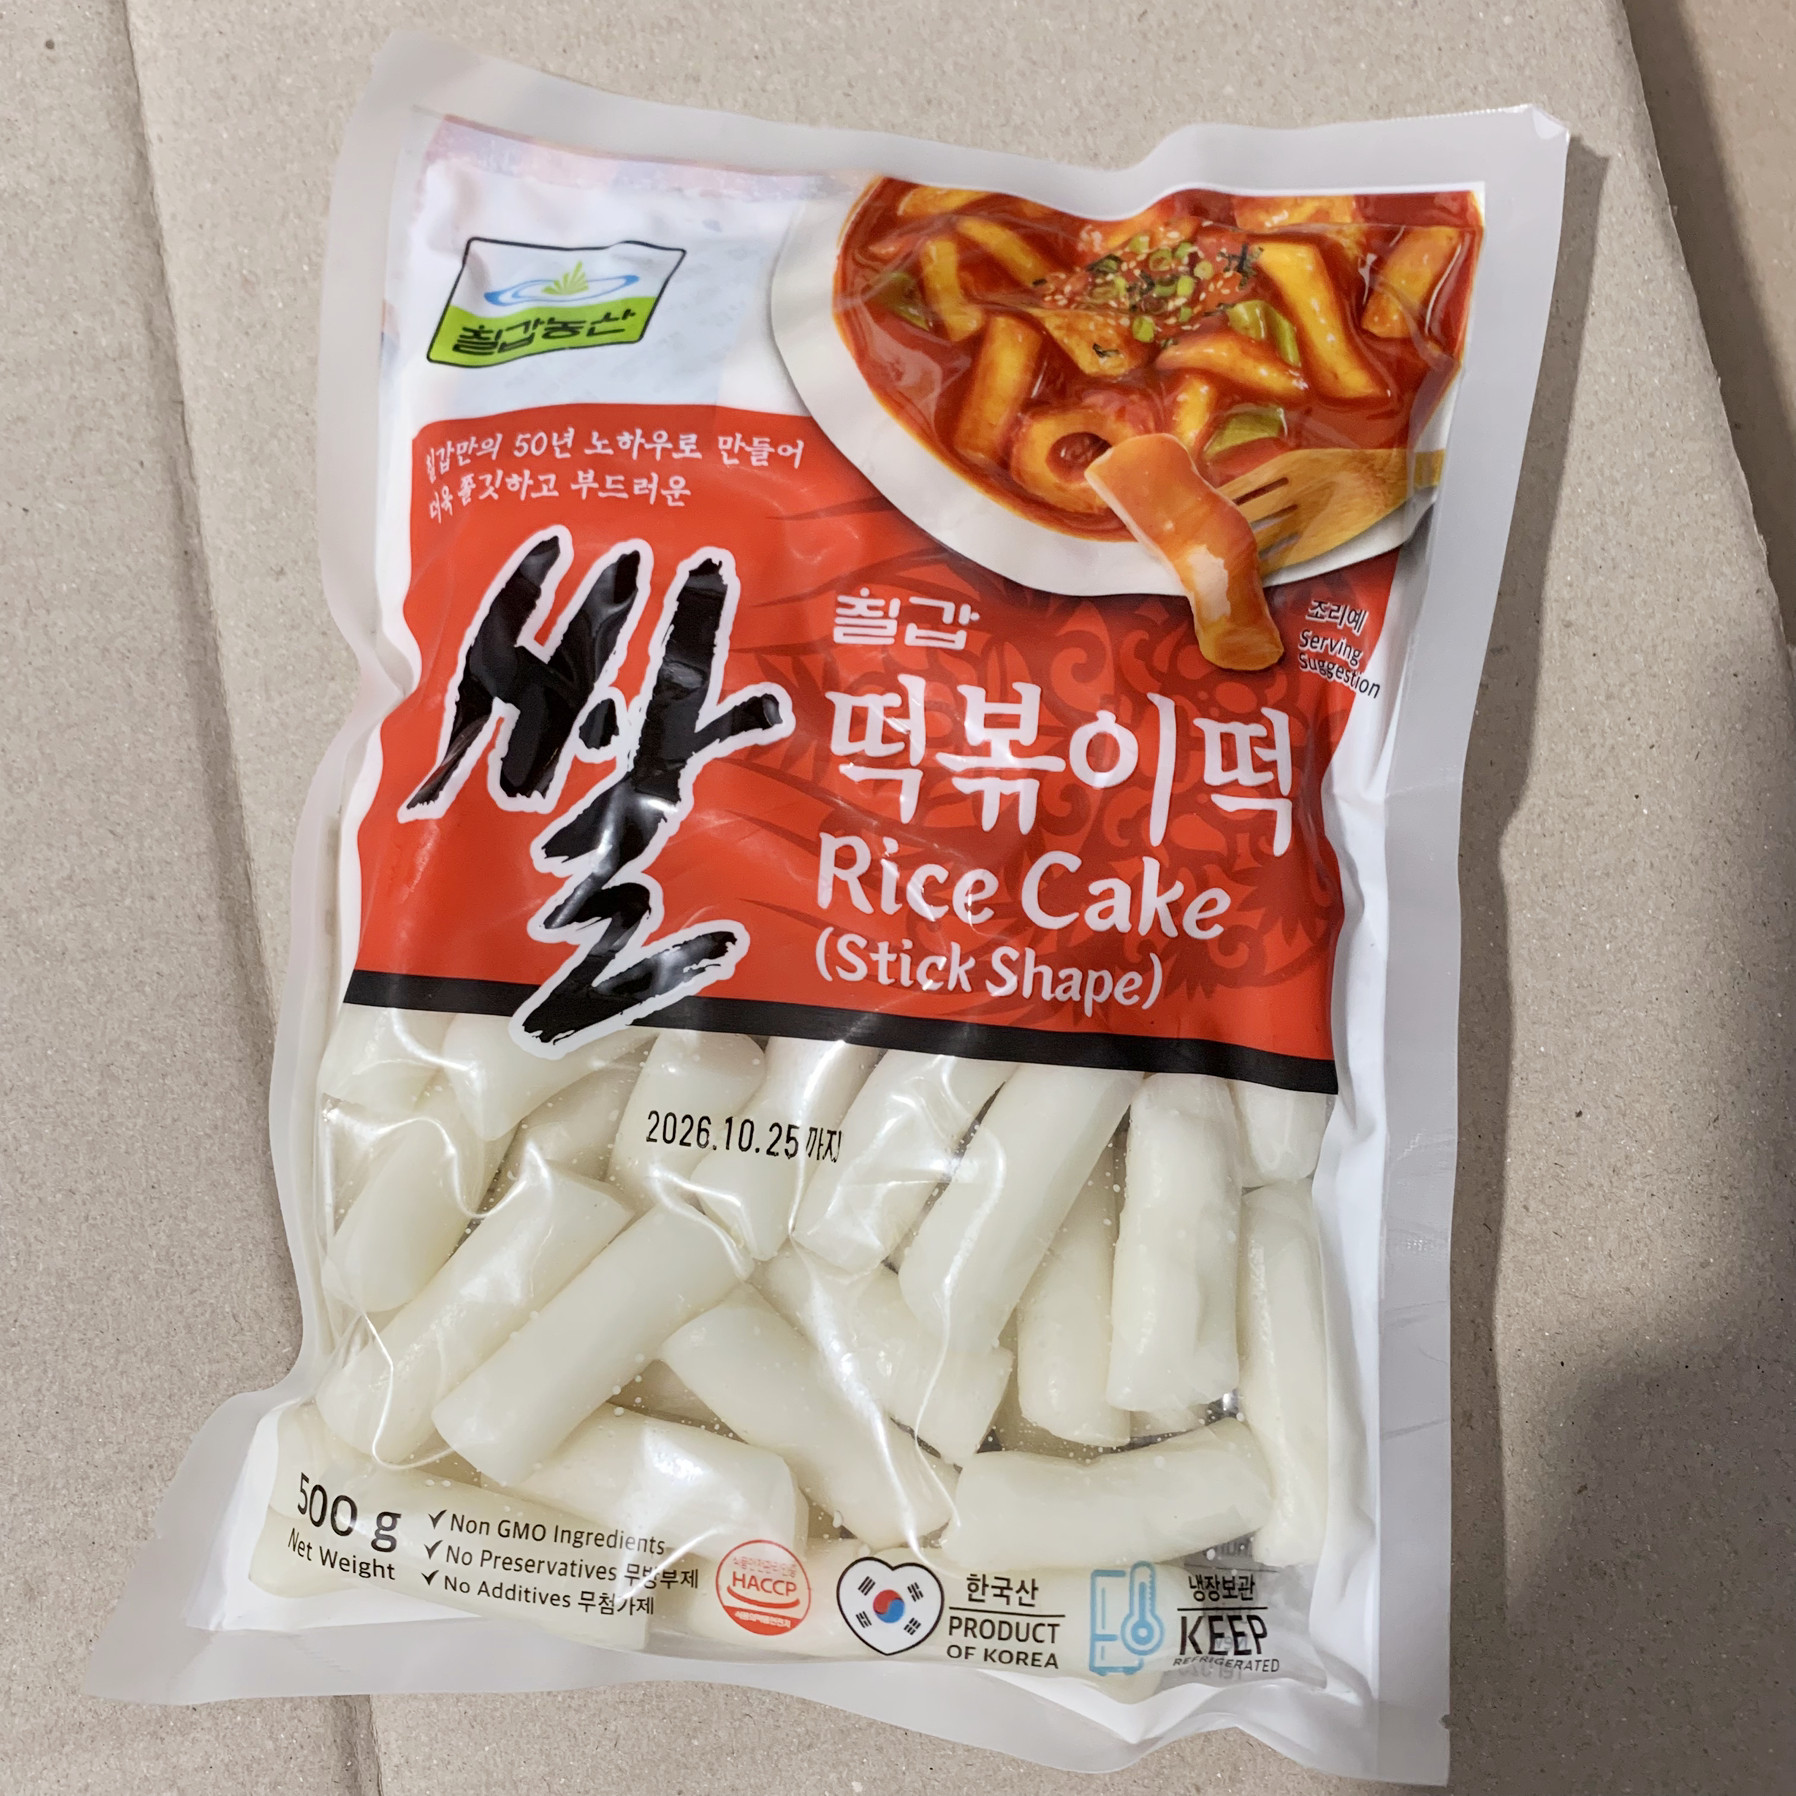 칠갑농산
칠갑만의 50년 노하우로 만들어
더욱 쫄깃하고 부드러운
쌀
칠갑
떡볶이떡
Rice Cake
(Stick Shape)
조리예
Serving
Suggestion
2026.10.25 까지
500 g
Net Weight
✓Non GMO Ingredients
✓No Preservatives 무방부제
✓No Additives 무첨가제
HACCP
한국산
PRODUCT
OF KOREA
냉장보관
KEEP
REFRIGERATED